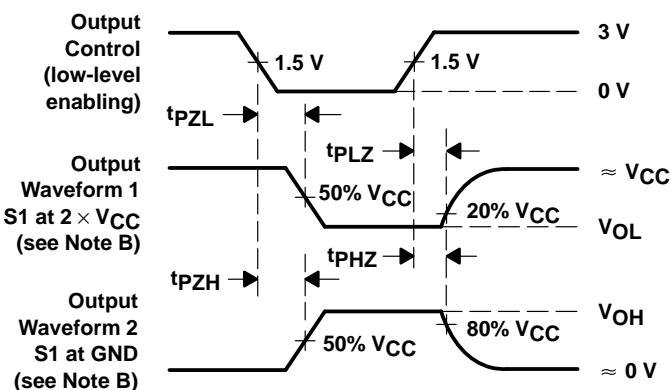 Output
Control
(low-level
enabling)
3 V
1.5 V
1.5 V
0 V
tPZL
tPLZ
Output
Waveform 1
S1 at 2 × VCC
(see Note B)
≈ VCC
50% VCC
20% VCC
VOL
tPHZ
tPZH
Output
Waveform 2
S1 at GND
(see Note B)
VOH
50% VCC
80% VCC
≈ 0 V